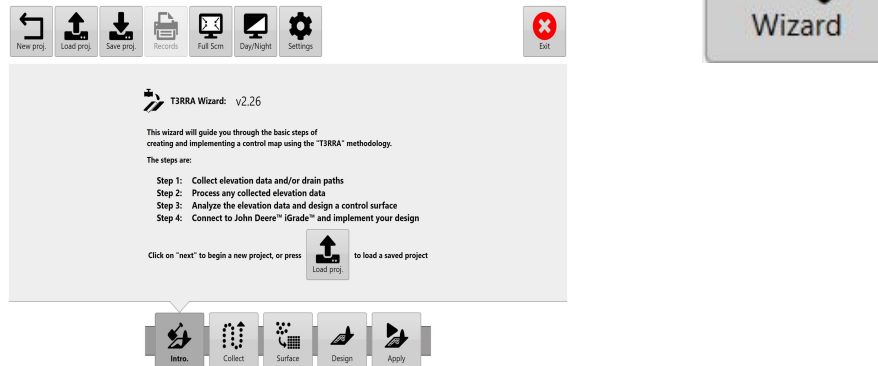 New proj.
Load proj.
Save proj.
Records
Full Scrn
Day/Night
Settings
Exit
Wizard
T3RRA Wizard: v2.26
This wizard will guide you through the basic steps of
creating and implementing a control map using the "T3RRA" methodology.
The steps are:
Step 1: Collect elevation data and/or drain paths
Step 2: Process any collected elevation data
Step 3: Analyze the elevation data and design a control surface
Step 4: Connect to John Deere™ iGrade™ and implement your design
Click on "next" to begin a new project, or press
Load proj.
to load a saved project
Intro.
Collect
Surface
Design
Apply